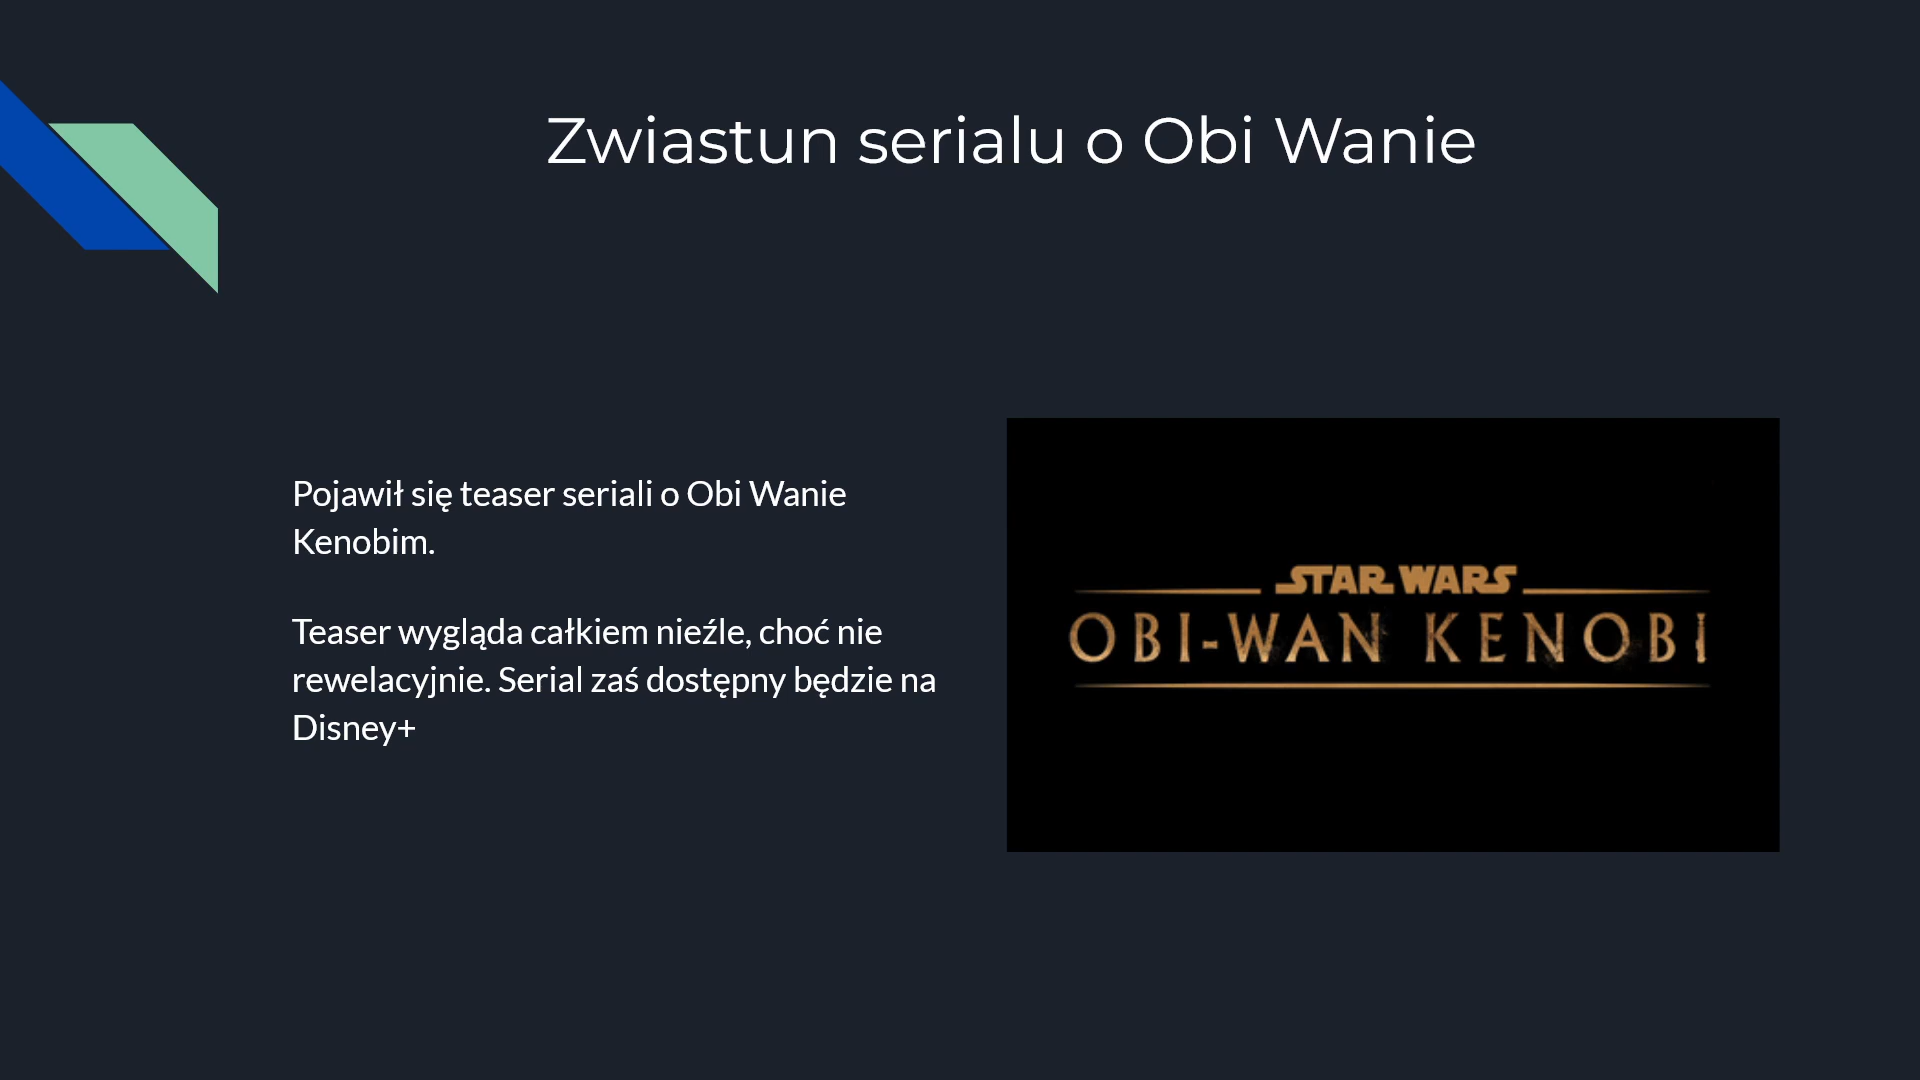 Zwiastun serialu o Obi Wanie
Pojawił się teaser seriali o Obi Wanie
Kenobim.
Teaser wygląda całkiem nieźle, choć nie
rewelacyjnie. Serial zaś dostępny będzie na
Disney+
STAR WARS
OBI-WAN KENOBI